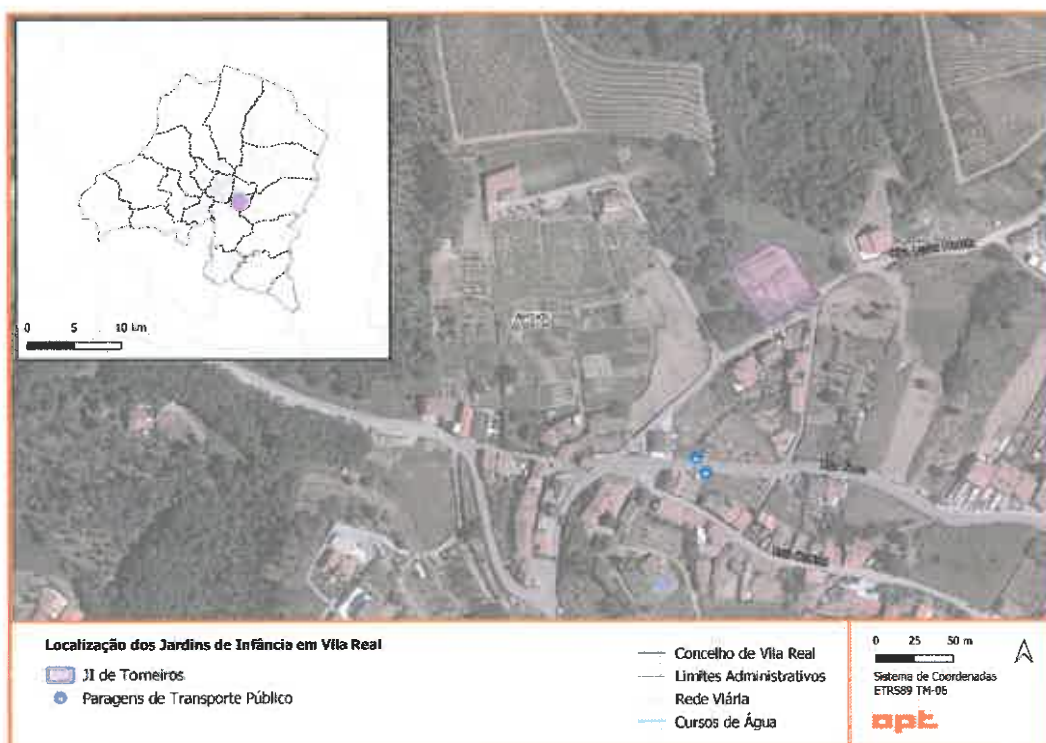 0 5 10 km
Localização dos Jardins de Infância em Vila Real
JI de Torneiros
Paragens de Transporte Público
Concelho de Vila Real
Limites Administrativos
Rede Viária
Cursos de Água
0 25 50 m
Sistema de Coordenadas
ETRS89 TM-06
apt